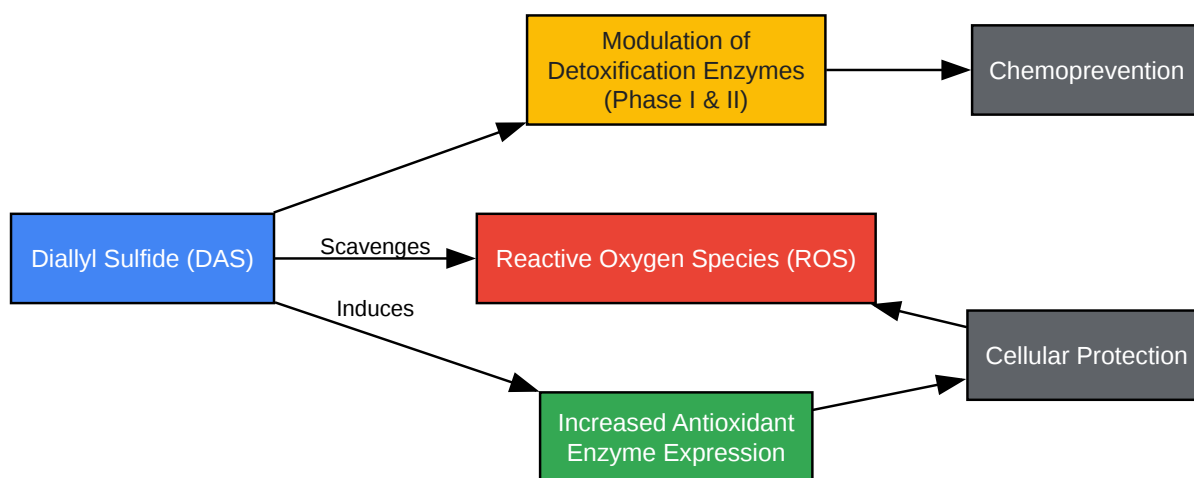 Modulation of
Detoxification Enzymes
(Phase I & II)
Chemoprevention
Diallyl Sulfide (DAS)
Scavenges
Reactive Oxygen Species (ROS)
Induces
Cellular Protection
Increased Antioxidant
Enzyme Expression